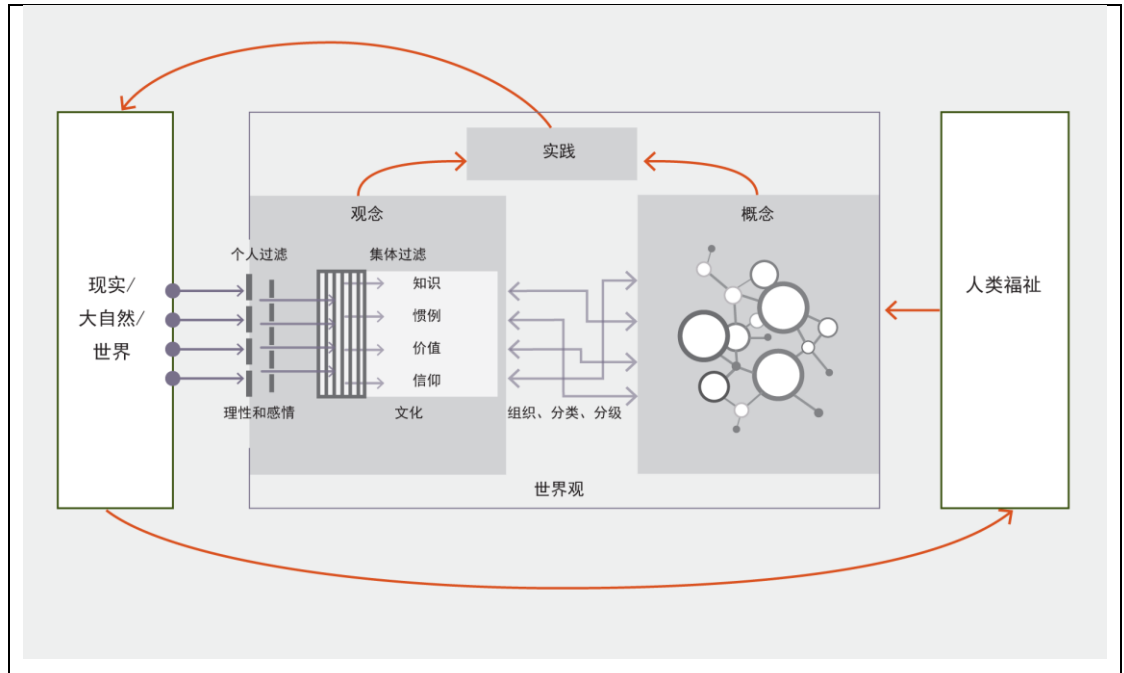 实践
观念
概念
个人过滤
集体过滤
现实/
大自然/
世界
知识
惯例
价值
信仰
人类福祉
理性和感情
文化
组织、分类、分级
世界观